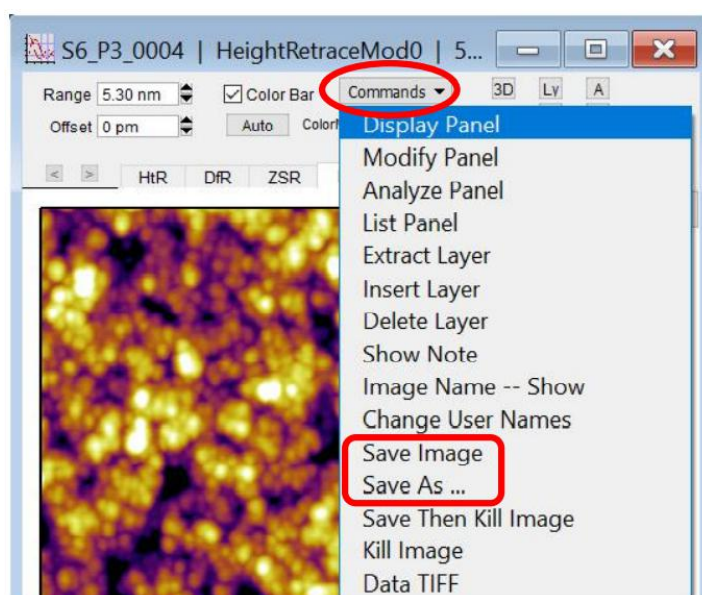 S6_P3_0004 | HeightRetraceMod0 | 5...
Range 5.30 nm Color Bar Commands 3D Ly A
Offset 0 pm Auto
< > HtR DfR ZSR
Display Panel
Modify Panel
Analyze Panel
List Panel
Extract Layer
Insert Layer
Delete Layer
Show Note
Image Name -- Show
Change User Names
Save Image
Save As ...
Save Then Kill Image
Kill Image
Data TIFF